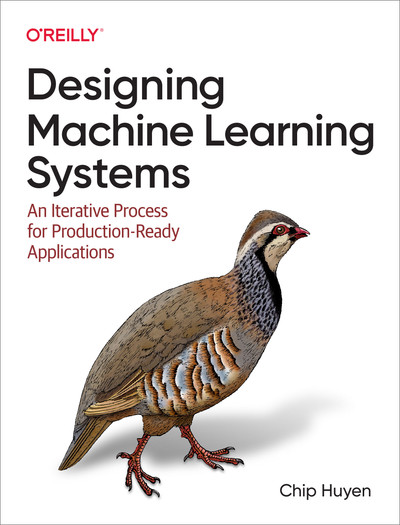 O'REILLY®
Designing
Machine Learning
Systems
An Iterative Process
for Production-Ready
Applications
Chip Huyen